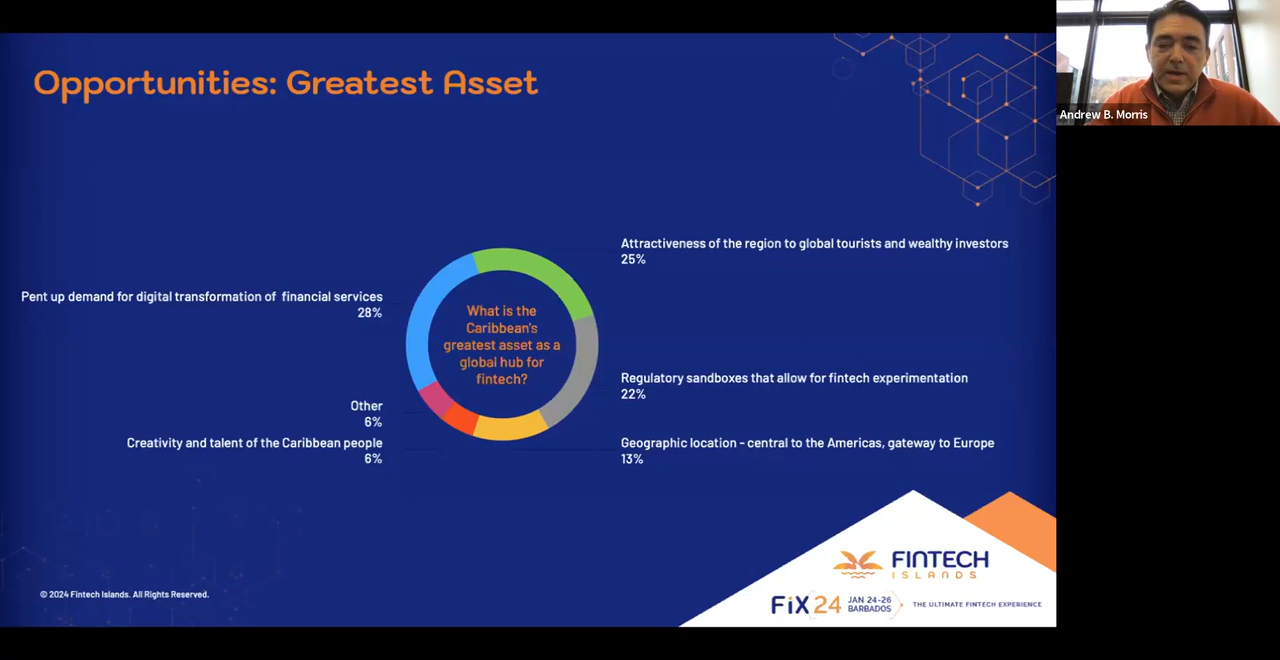 Opportunities: Greatest Asset
Andrew B. Morris
Attractiveness of the region to global tourists and wealthy investors
25%
Pent up demand for digital transformation of financial services
28%
What is the
Caribbean's
greatest asset as a
global hub for
fintech?
Regulatory sandboxes that allow for fintech experimentation
22%
Other
6%
Creativity and talent of the Caribbean people
6%
Geographic location - central to the Americas, gateway to Europe
13%
FINTECH
ISLANDS
© 2024 Fintech Islands. All Rights Reserved.
FiX 24
JAN 24-26
BARBADOS
THE ULTIMATE FINTECH EXPERIENCE